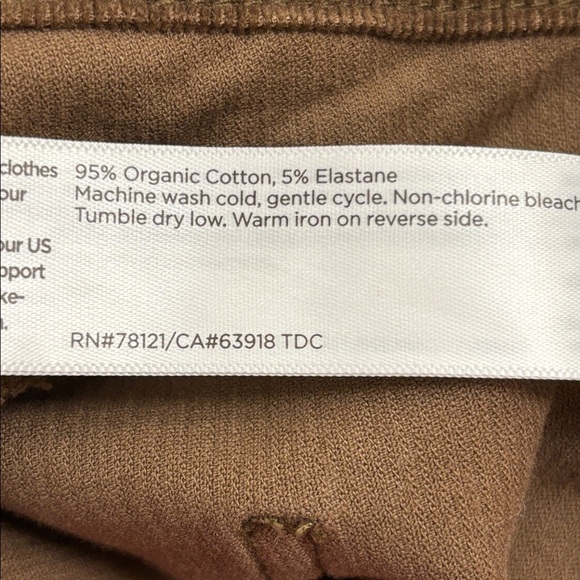 clothes
our
our US
pport
ke-
95% Organic Cotton, 5% Elastane
Machine wash cold, gentle cycle. Non-chlorine bleach
Tumble dry low. Warm iron on reverse side.
RN#78121/CA#63918 TDC